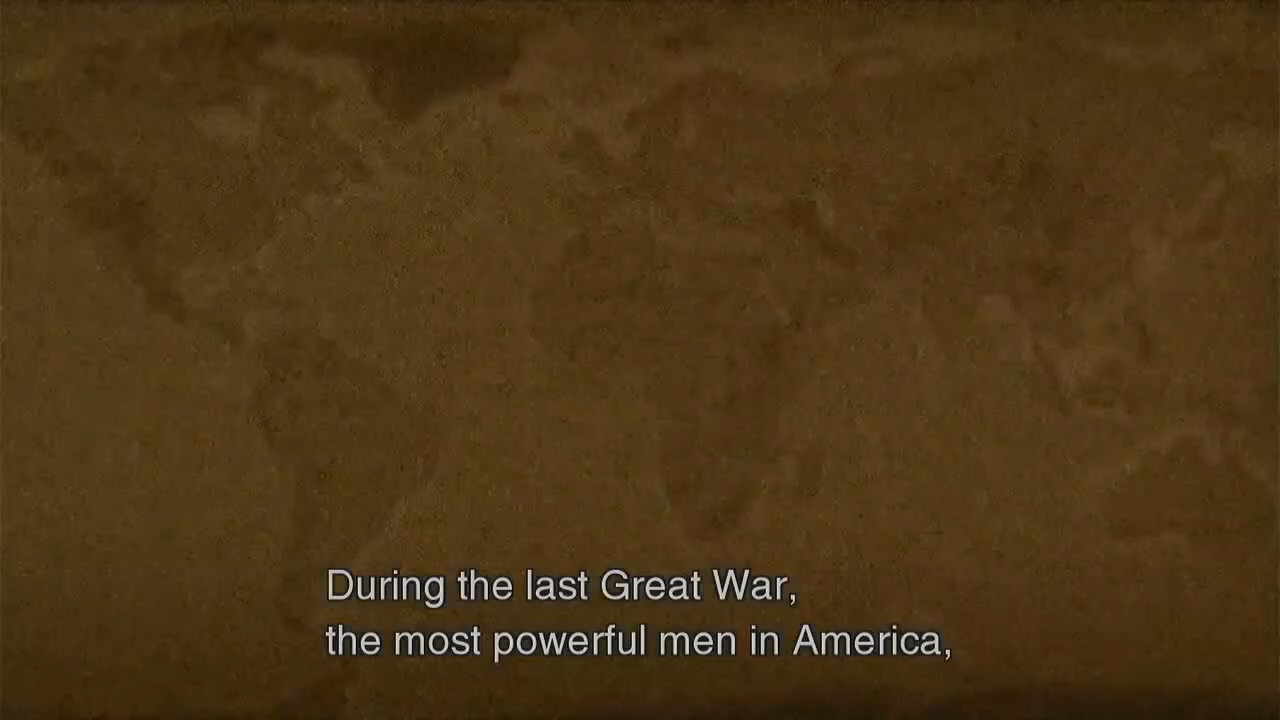 During the last Great War,
the most powerful men in America,